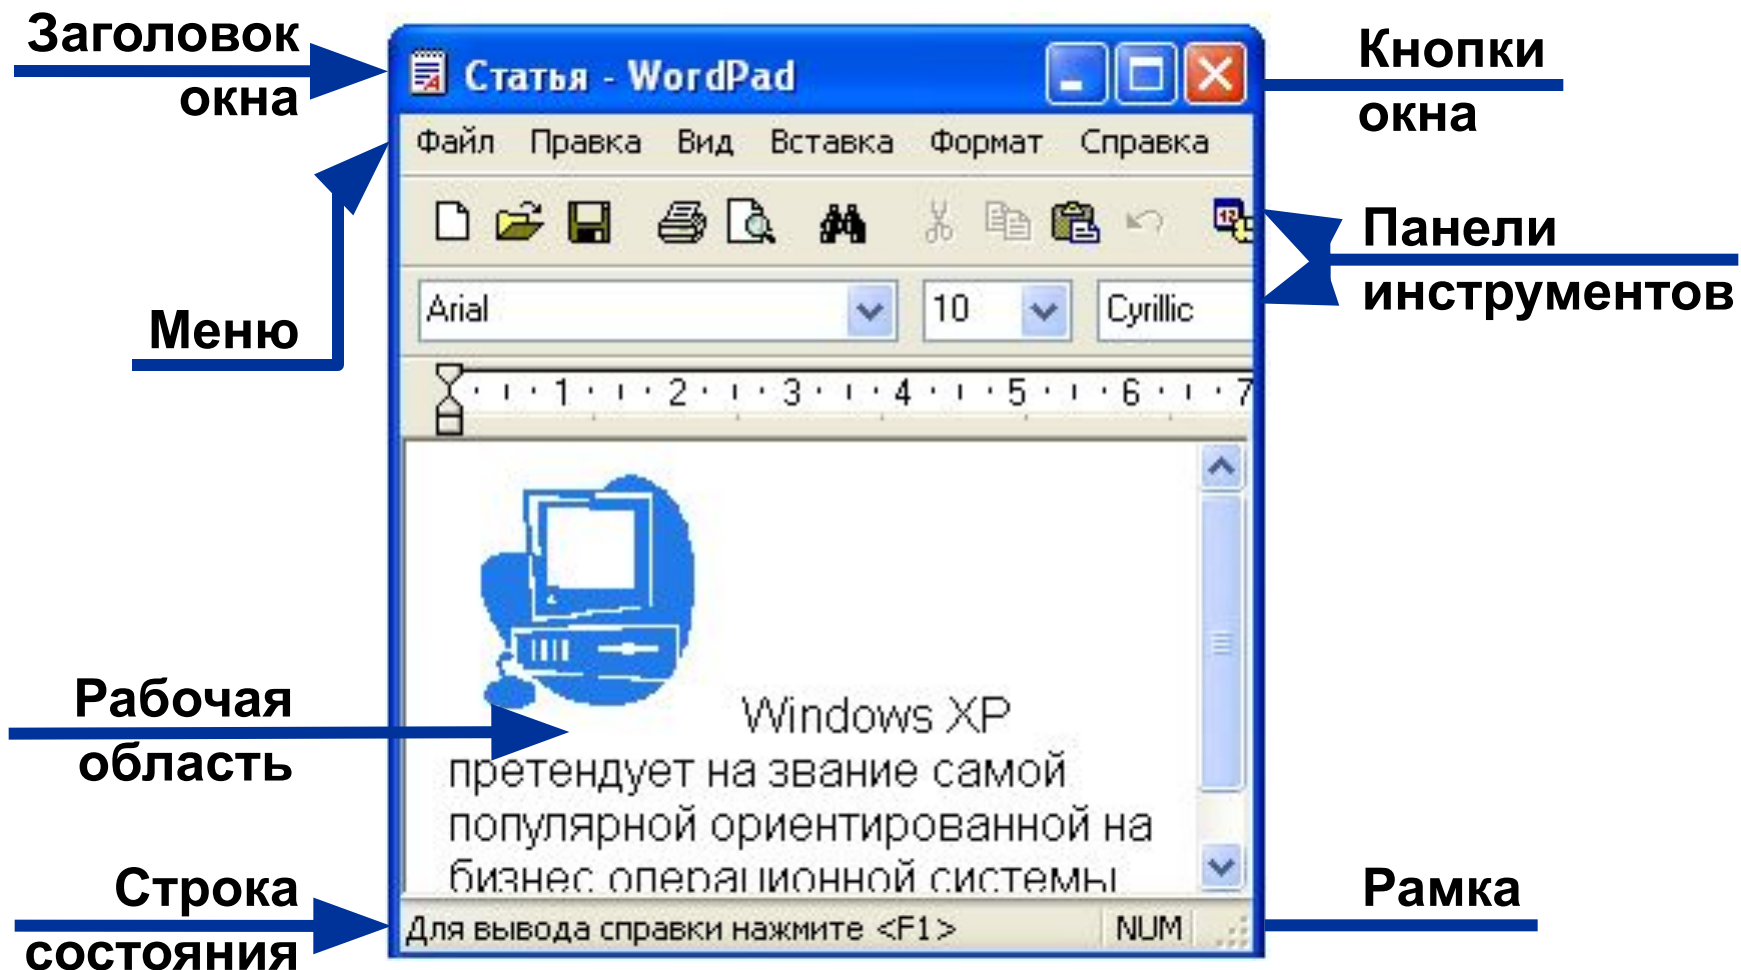 Заголовок
окна
Статья - WordPad
Кнопки
окна
Файл Правка Вид Вставка Формат Справка
12
Панели
инструментов
Arial 10 Cyrillic
Меню
1 2 3 4 5 6 7
Рабочая
область
Windows XP
претендует на звание самой
популярной ориентированной на
бизнес операционной системы
Строка
состояния
Для вывода справки нажмите <F1> NUM
Рамка